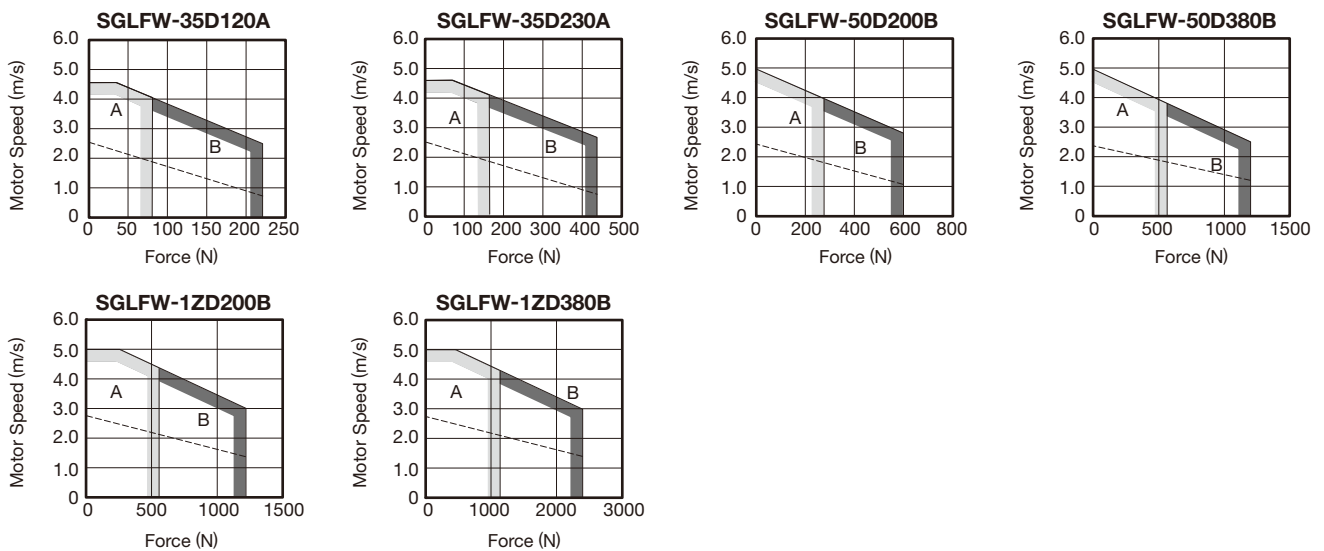 SGLFW-35D120A
Motor Speed (m/s)
6.0
5.0
4.0
3.0
2.0
1.0
0
A
B
0 50 100 150 200 250
Force (N)
SGLFW-35D230A
Motor Speed (m/s)
6.0
5.0
4.0
3.0
2.0
1.0
0
A
B
0 100 200 300 400 500
Force (N)
SGLFW-50D200B
Motor Speed (m/s)
6.0
5.0
4.0
3.0
2.0
1.0
0
A
B
0 200 400 600 800
Force (N)
SGLFW-50D380B
Motor Speed (m/s)
6.0
5.0
4.0
3.0
2.0
1.0
0
A
B
0 500 1000 1500
Force (N)
SGLFW-1ZD200B
Motor Speed (m/s)
6.0
5.0
4.0
3.0
2.0
1.0
0
A
B
0 500 1000 1500
Force (N)
SGLFW-1ZD380B
Motor Speed (m/s)
6.0
5.0
4.0
3.0
2.0
1.0
0
A
B
0 1000 2000 3000
Force (N)